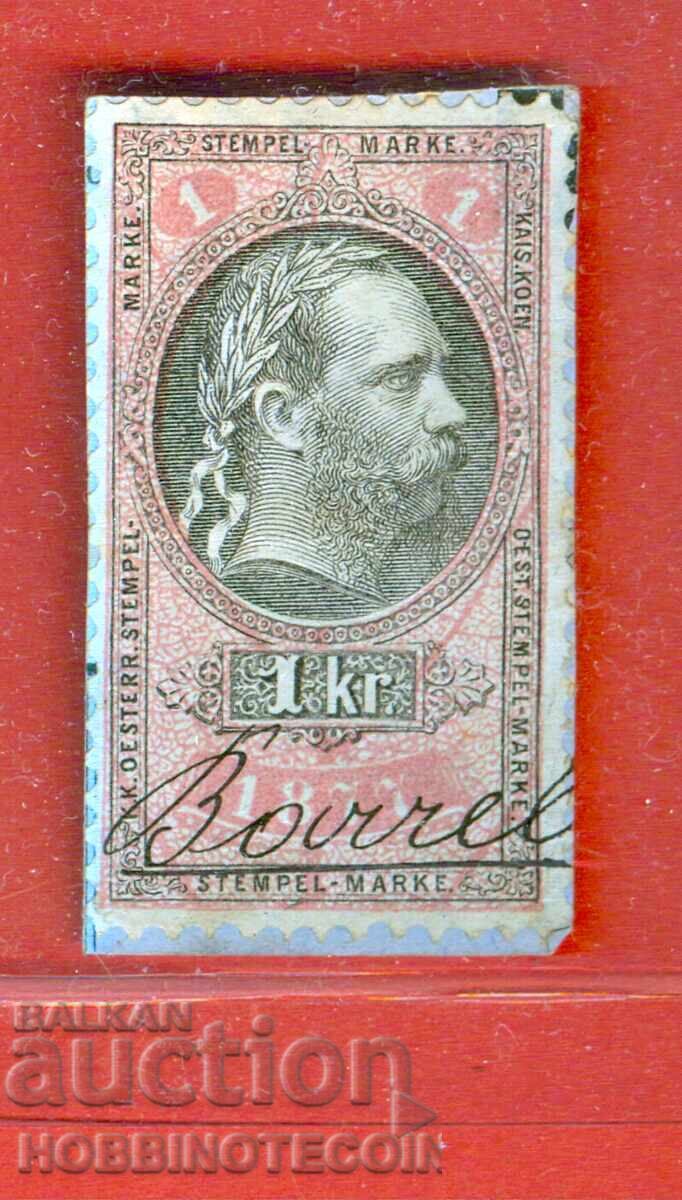 STEMPEL- MARKE.
1 1
MARKE.
KAIS.KOEN.
K.K.OESTERR.STEMPEL-
OEST.STEMPEL-MARKE.
1 kr
Bovrel
STEMPEL-MARKE.
BALKAN
auction
HOBBINOTECOIN